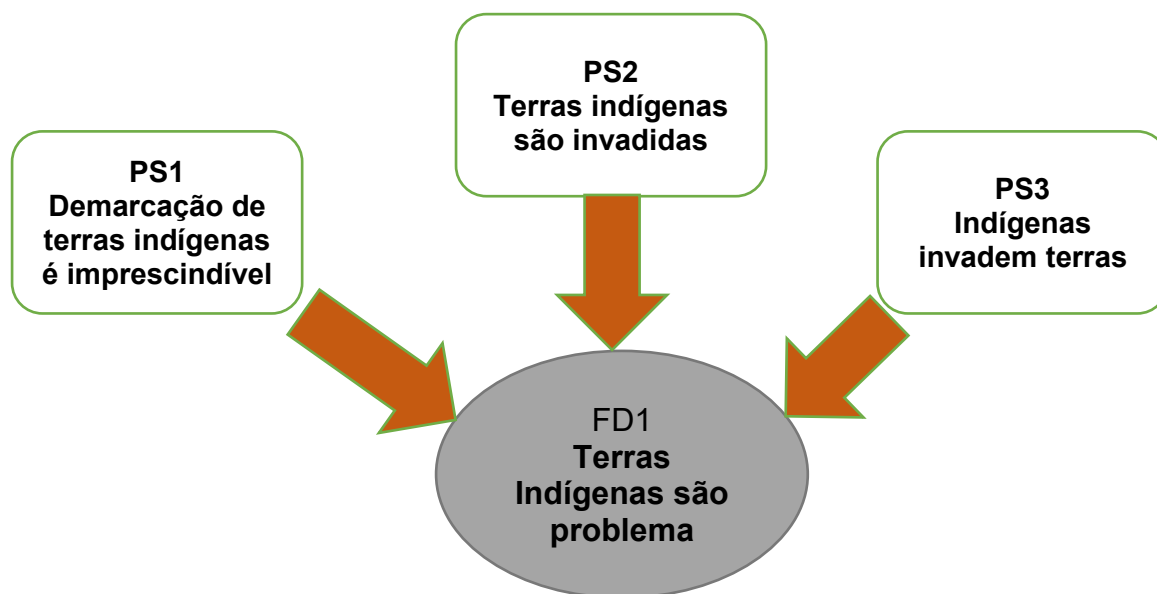 PS1
Demarcação de
terras indígenas
é imprescindível
PS2
Terras indígenas
são invadidas
PS3
Indígenas
invadem terras
FD1
Terras
Indígenas são
problema